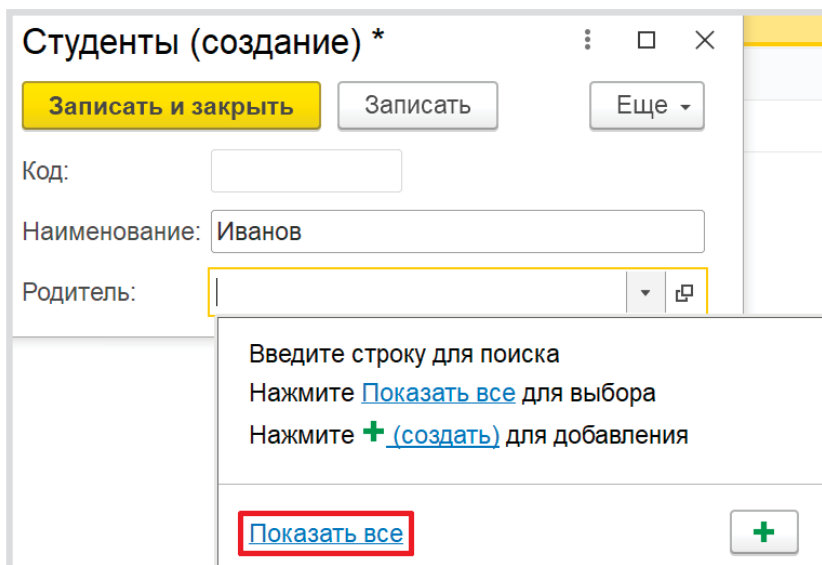 Студенты (создание) *
Записать и закрыть Записать Еще
Код:
Наименование: Иванов
Родитель:
Введите строку для поиска
Нажмите Показать все для выбора
Нажмите + (создать) для добавления
Показать все +